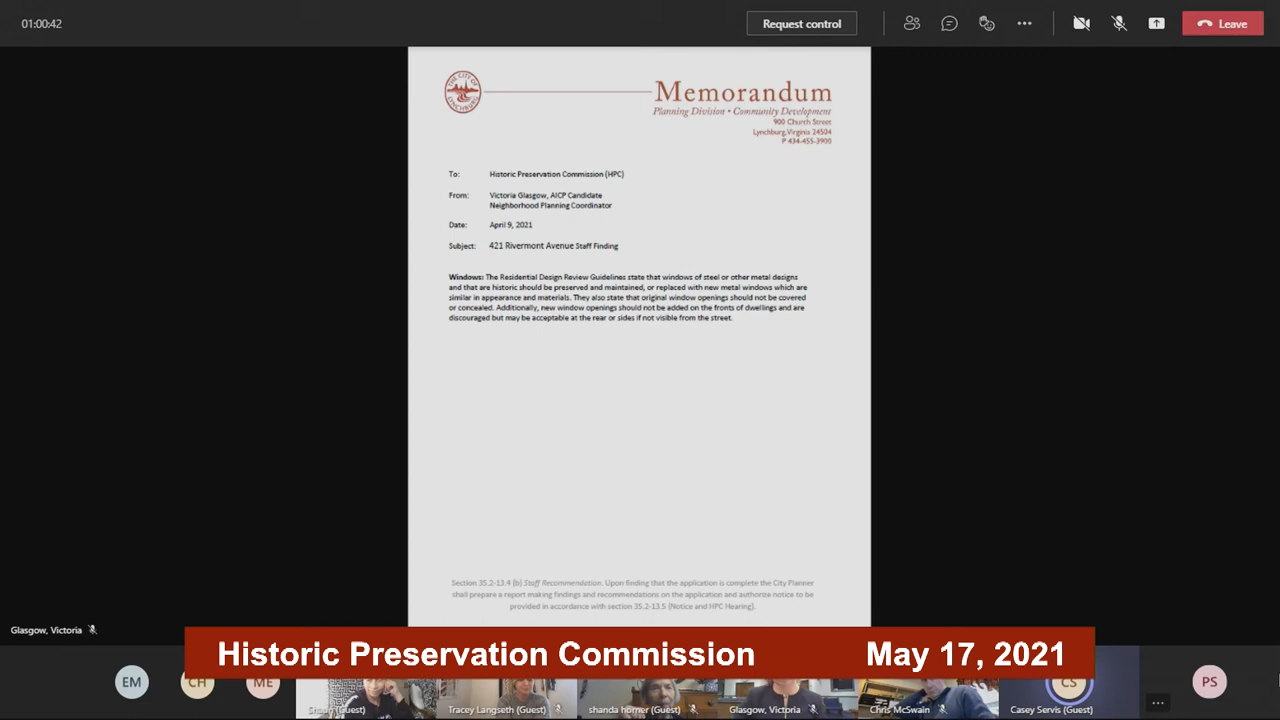 01:00:42
Request control
Leave
THE CITY OF
LYNCHBURG
Memorandum
Planning Division • Community Development
900 Church Street
Lynchburg, Virginia 24504
P 434-455-3900
To: Historic Preservation Commission (HPC)
From: Victoria Glasgow, AICP Candidate
Neighborhood Planning Coordinator
Date: April 9, 2021
Subject: 421 Rivermont Avenue Staff Finding
Windows: The Residential Design Review Guidelines state that windows of steel or other metal designs
and that are historic should be preserved and maintained, or replaced with new metal windows which are
similar in appearance and materials. They also state that original window openings should not be covered
or concealed. Additionally, new window openings should not be added on the fronts of dwellings and are
discouraged but may be acceptable at the rear or sides if not visible from the street.
Section 35.2-13.4 (b) Staff Recommendation. Upon finding that the application is complete the City Planner
shall prepare a report making findings and recommendations on the application and authorize notice to be
provided in accordance with section 35.2-13.5 (Notice and HPC Hearing).
Glasgow, Victoria
Historic Preservation Commission May 17, 2021
EM CH ME CS PS
(Guest) Tracey Langseth (Guest) shanda horner (Guest) Glasgow, Victoria Chris McSwain Casey Servis (Guest)